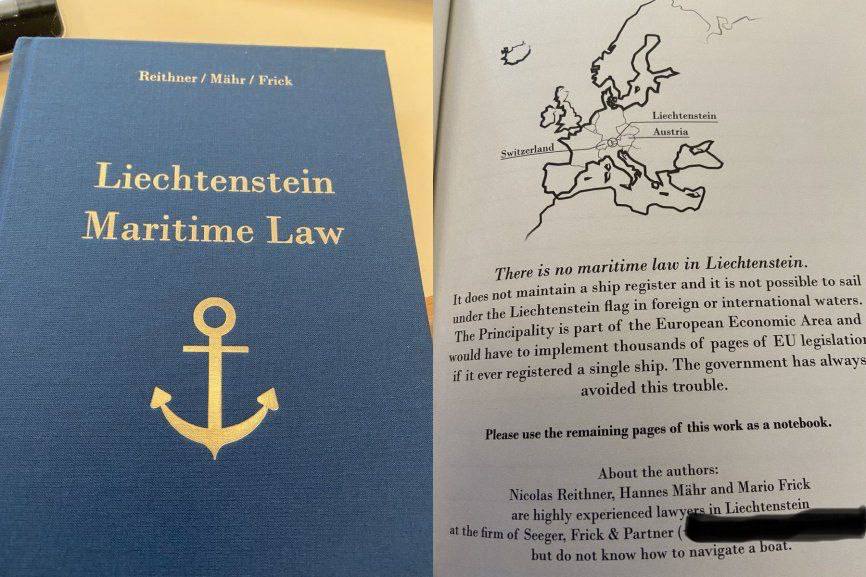 Reithner / Mähr / Frick
Liechtenstein
Maritime Law
Liechtenstein
Austria
Switzerland
There is no maritime law in Liechtenstein.
It does not maintain a ship register and it is not possible to sail
under the Liechtenstein flag in foreign or international waters.
The Principality is part of the European Economic Area and
would have to implement thousands of pages of EU legislation
if it ever registered a single ship. The government has always
avoided this trouble.
Please use the remaining pages of this work as a notebook.
About the authors:
Nicolas Reithner, Hannes Mähr and Mario Frick
are highly experienced lawyers in Liechtenstein
at the firm of Seeger, Frick & Partner (
but do not know how to navigate a boat.